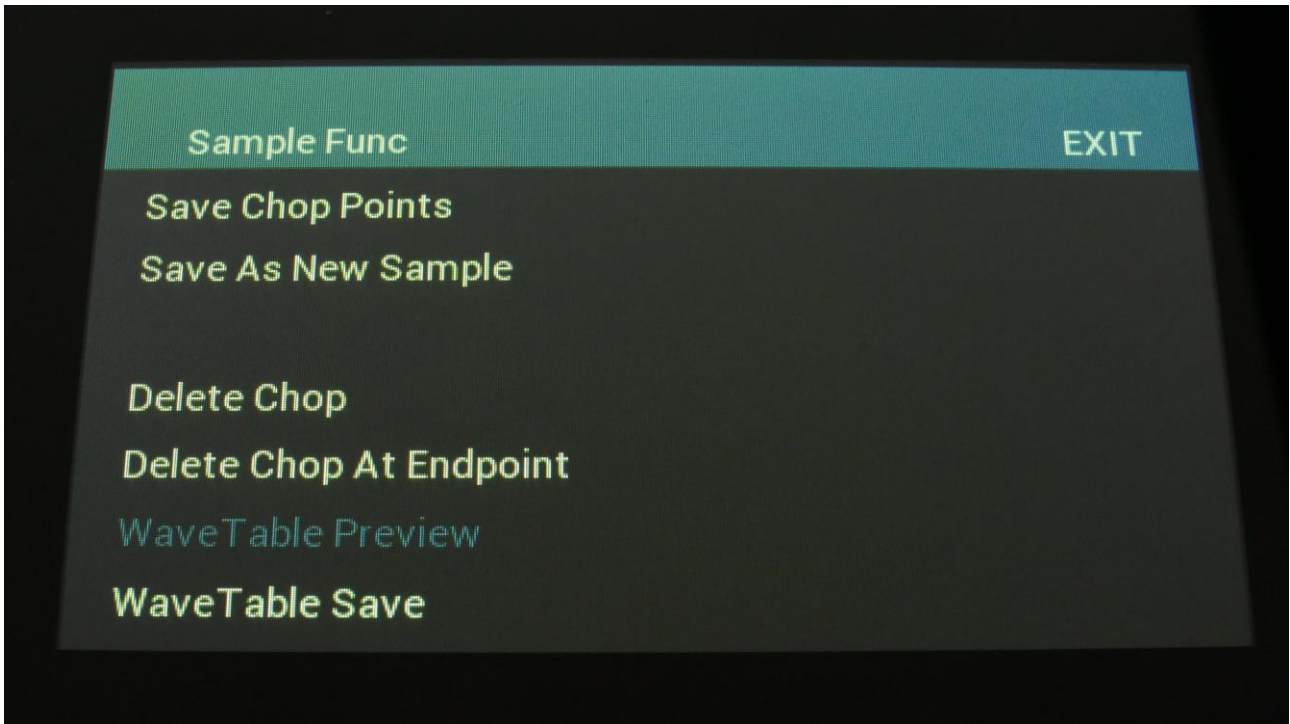 Sample Func EXIT
Save Chop Points
Save As New Sample
Delete Chop
Delete Chop At Endpoint
WaveTable Preview
WaveTable Save